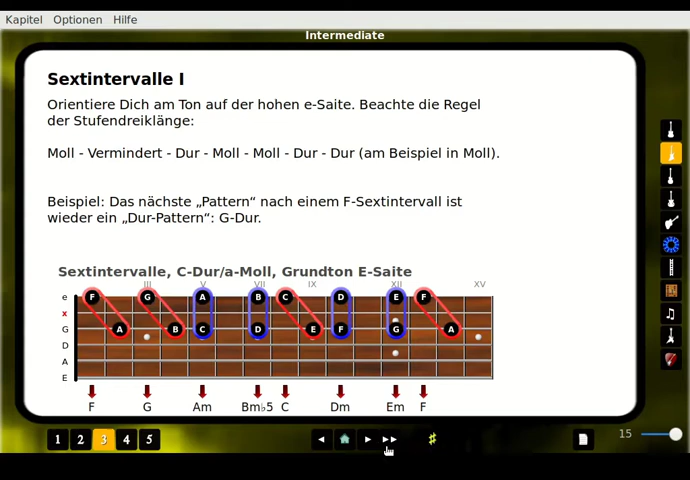 Kapitel Optionen Hilfe
Intermediate
Sextintervalle I
Orientiere Dich am Ton auf der hohen e-Saite. Beachte die Regel
der Stufendreiklänge:
Moll - Vermindert - Dur - Moll - Moll - Dur - Dur (am Beispiel in Moll).
Beispiel: Das nächste „Pattern“ nach einem F-Sextintervall ist
wieder ein „Dur-Pattern“: G-Dur.
Sextintervalle, C-Dur/a-Moll, Grundton E-Saite
III V VII IX XII XV
e F G A B C D E F
x
G A B C D E F G A
D
A
E
F G Am Bm♭5 C Dm Em F
1 2 3 4 5 ♯ 15